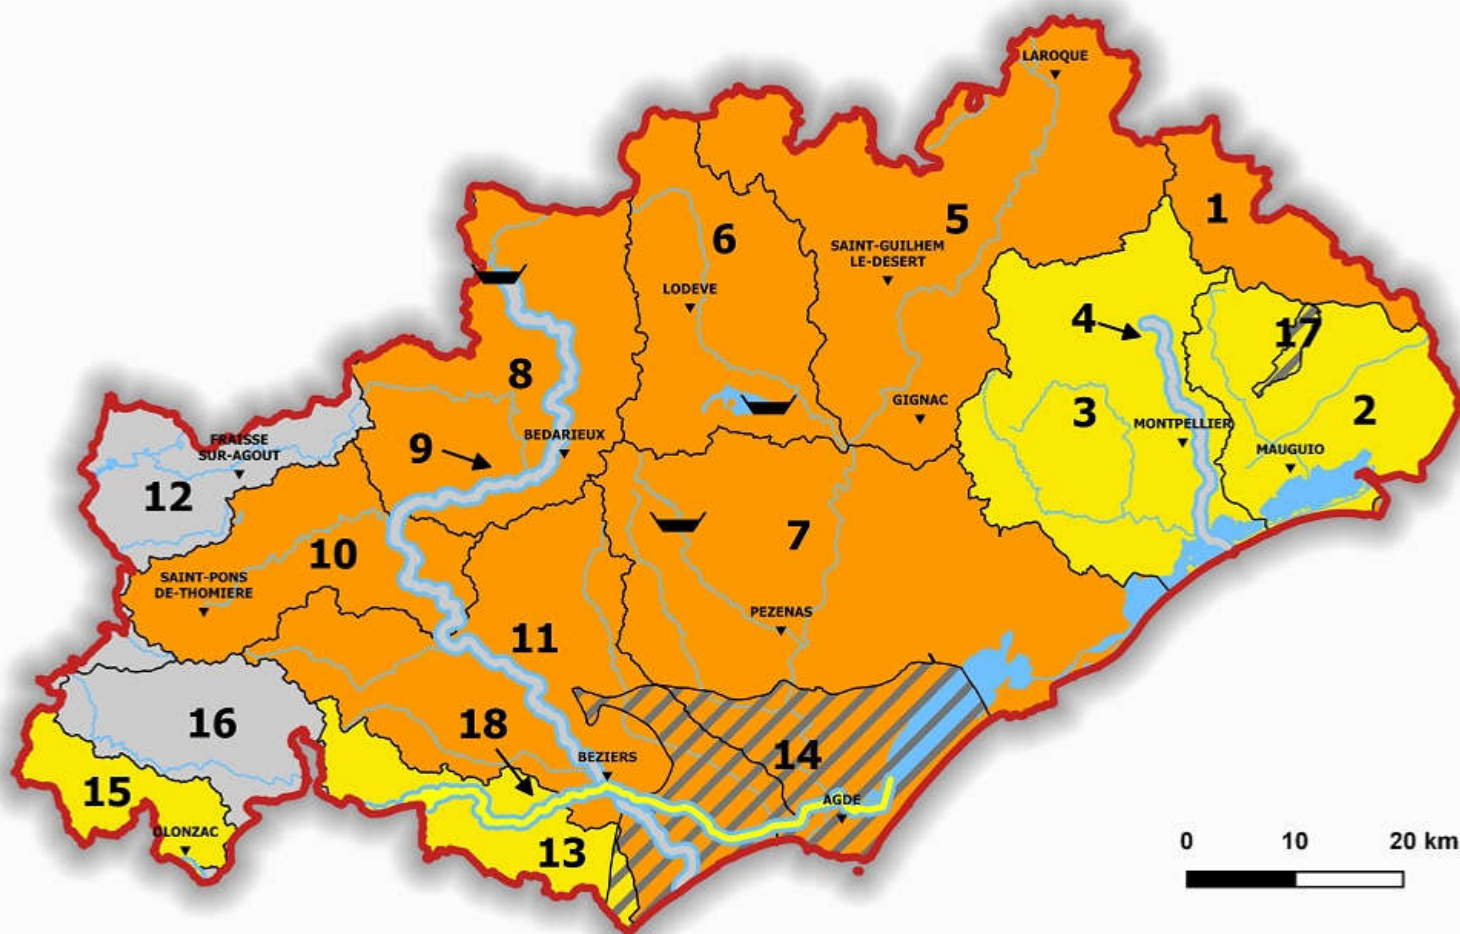 LAROQUE
1
5
6
SAINT-GUILHEM
LE-DESERT
LODEVE
4
17
8
GIGNAC
3
2
MONTPELLIER
BEDARIEUX
9
MAUGUIO
FRAISSE
SUR-AGOUT
12
7
10
SAINT-PONS
DE-THOMIERE
PEZENAS
11
16
18
14
BEZIERS
15
AGDE
OLONZAC
13
0 10 20 km